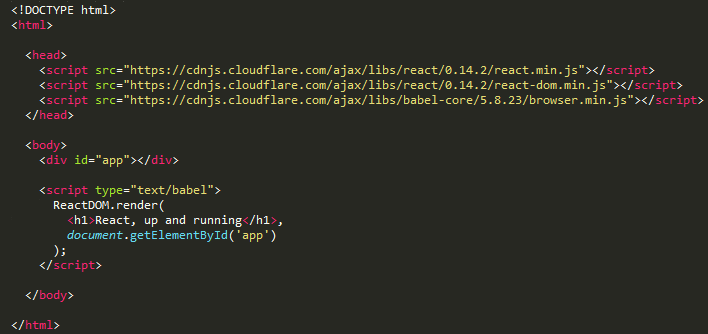 <!DOCTYPE html>
<html>
<head>
<script src="https://cdnjs.cloudflare.com/ajax/libs/react/0.14.2/react.min.js"></script>
<script src="https://cdnjs.cloudflare.com/ajax/libs/react/0.14.2/react-dom.min.js"></script>
<script src="https://cdnjs.cloudflare.com/ajax/libs/babel-core/5.8.23/browser.min.js"></script>
</head>
<body>
<div id="app"></div>
<script type="text/babel">
ReactDOM.render(
<h1>React, up and running</h1>,
document.getElementById('app')
);
</script>
</body>
</html>